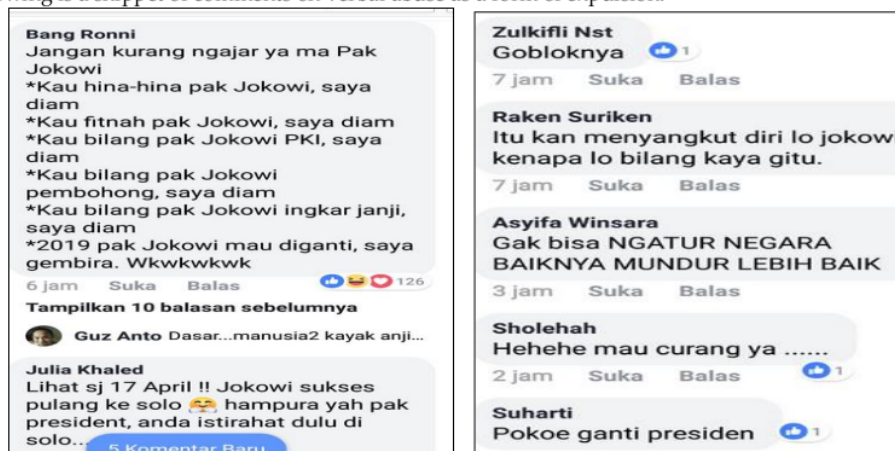 Bang Ronni
Jangan kurang ngajar ya ma Pak
Jokowi
*Kau hina-hina pak Jokowi, saya
diam
*Kau fitnah pak Jokowi, saya diam
*Kau bilang pak Jokowi PKI, saya
diam
*Kau bilang pak Jokowi
pembohong, saya diam
*Kau bilang pak Jokowi ingkar janji,
saya diam
*2019 pak Jokowi mau diganti, saya
gembira. Wkwkwkwk
6 jam Suka Balas 126
Tampilkan 10 balasan sebelumnya
Guz Anto Dasar...manusia2 kayak anji...
Julia Khaled
Lihat sj 17 April !! Jokowi sukses
pulang ke solo 🤗 hampura yah pak
president, anda istirahat dulu di
solo...
5 Komentar Baru
Zulkifli Nst
Gobloknya 1
7 jam Suka Balas
Raken Suriken
Itu kan menyangkut diri lo jokow
kenapa lo bilang kaya gitu.
7 jam Suka Balas
Asyifa Winsara
Gak bisa NGATUR NEGARA
BAIKNYA MUNDUR LEBIH BAIK
3 jam Suka Balas
Sholehah
Hehehe mau curang ya ......
2 jam Suka Balas 1
Suharti
Pokoe ganti presiden 1